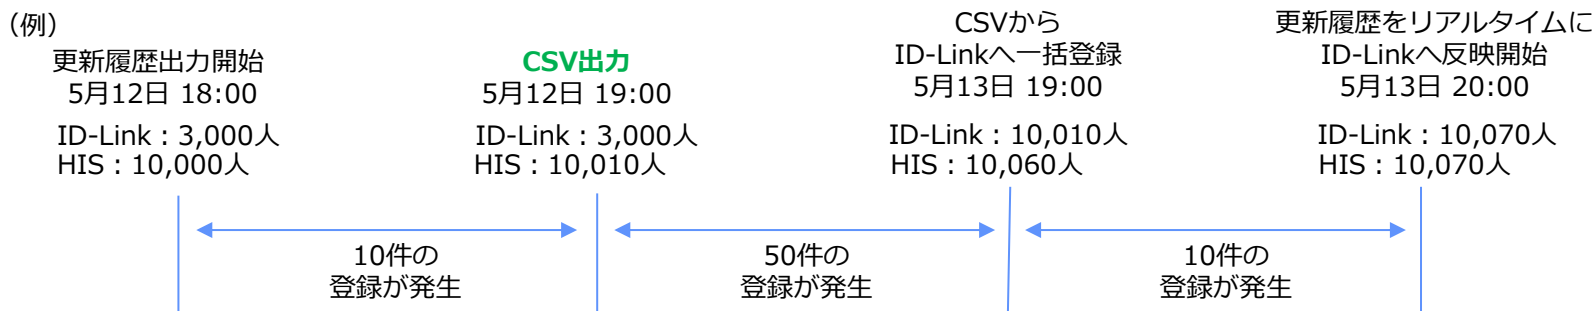 （例）
更新履歴出力開始
5月12日 18:00
ID-Link：3,000人
HIS：10,000人
CSV出力
5月12日 19:00
ID-Link：3,000人
HIS：10,010人
CSVから
ID-Linkへ一括登録
5月13日 19:00
ID-Link：10,010人
HIS：10,060人
更新履歴をリアルタイムに
ID-Linkへ反映開始
5月13日 20:00
ID-Link：10,070人
HIS：10,070人
10件の
登録が発生
50件の
登録が発生
10件の
登録が発生